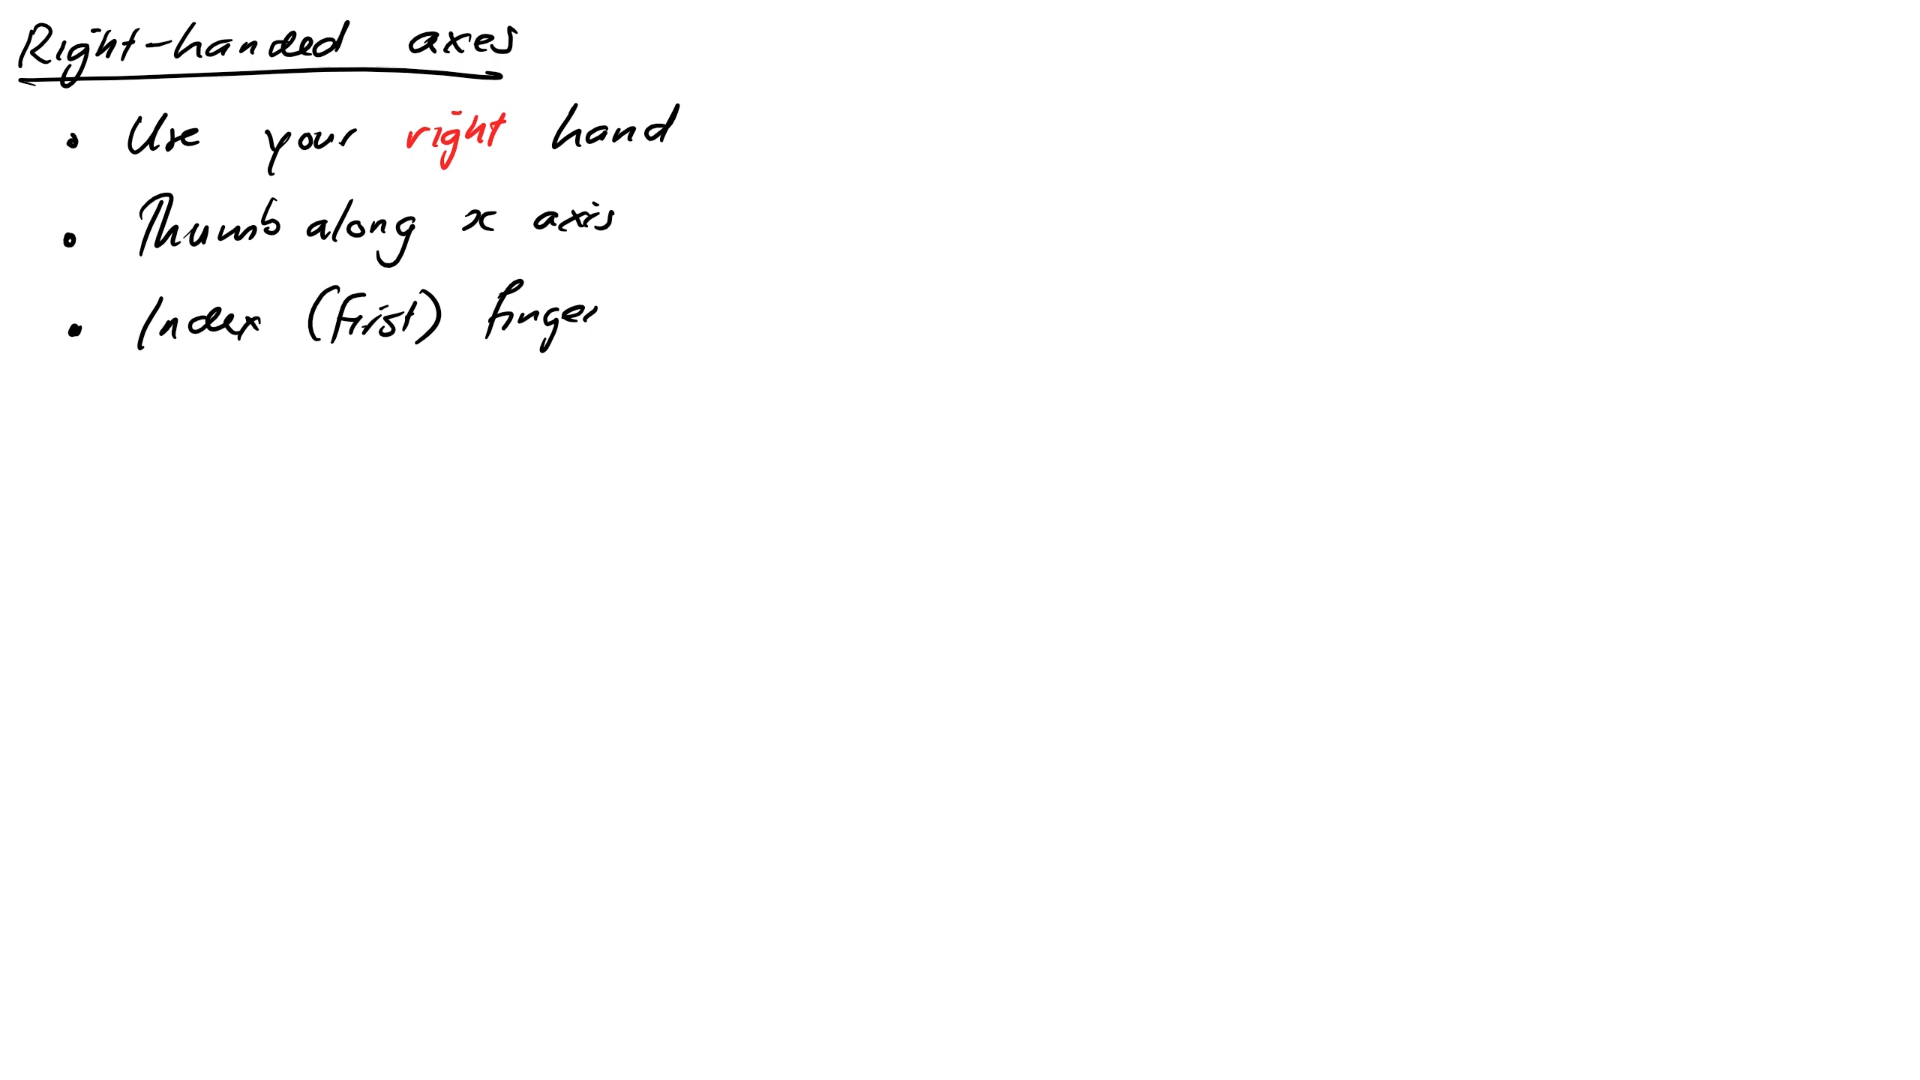 Right-handed axes
• Use your right hand
• Thumb along x axis
• Index (first) finger